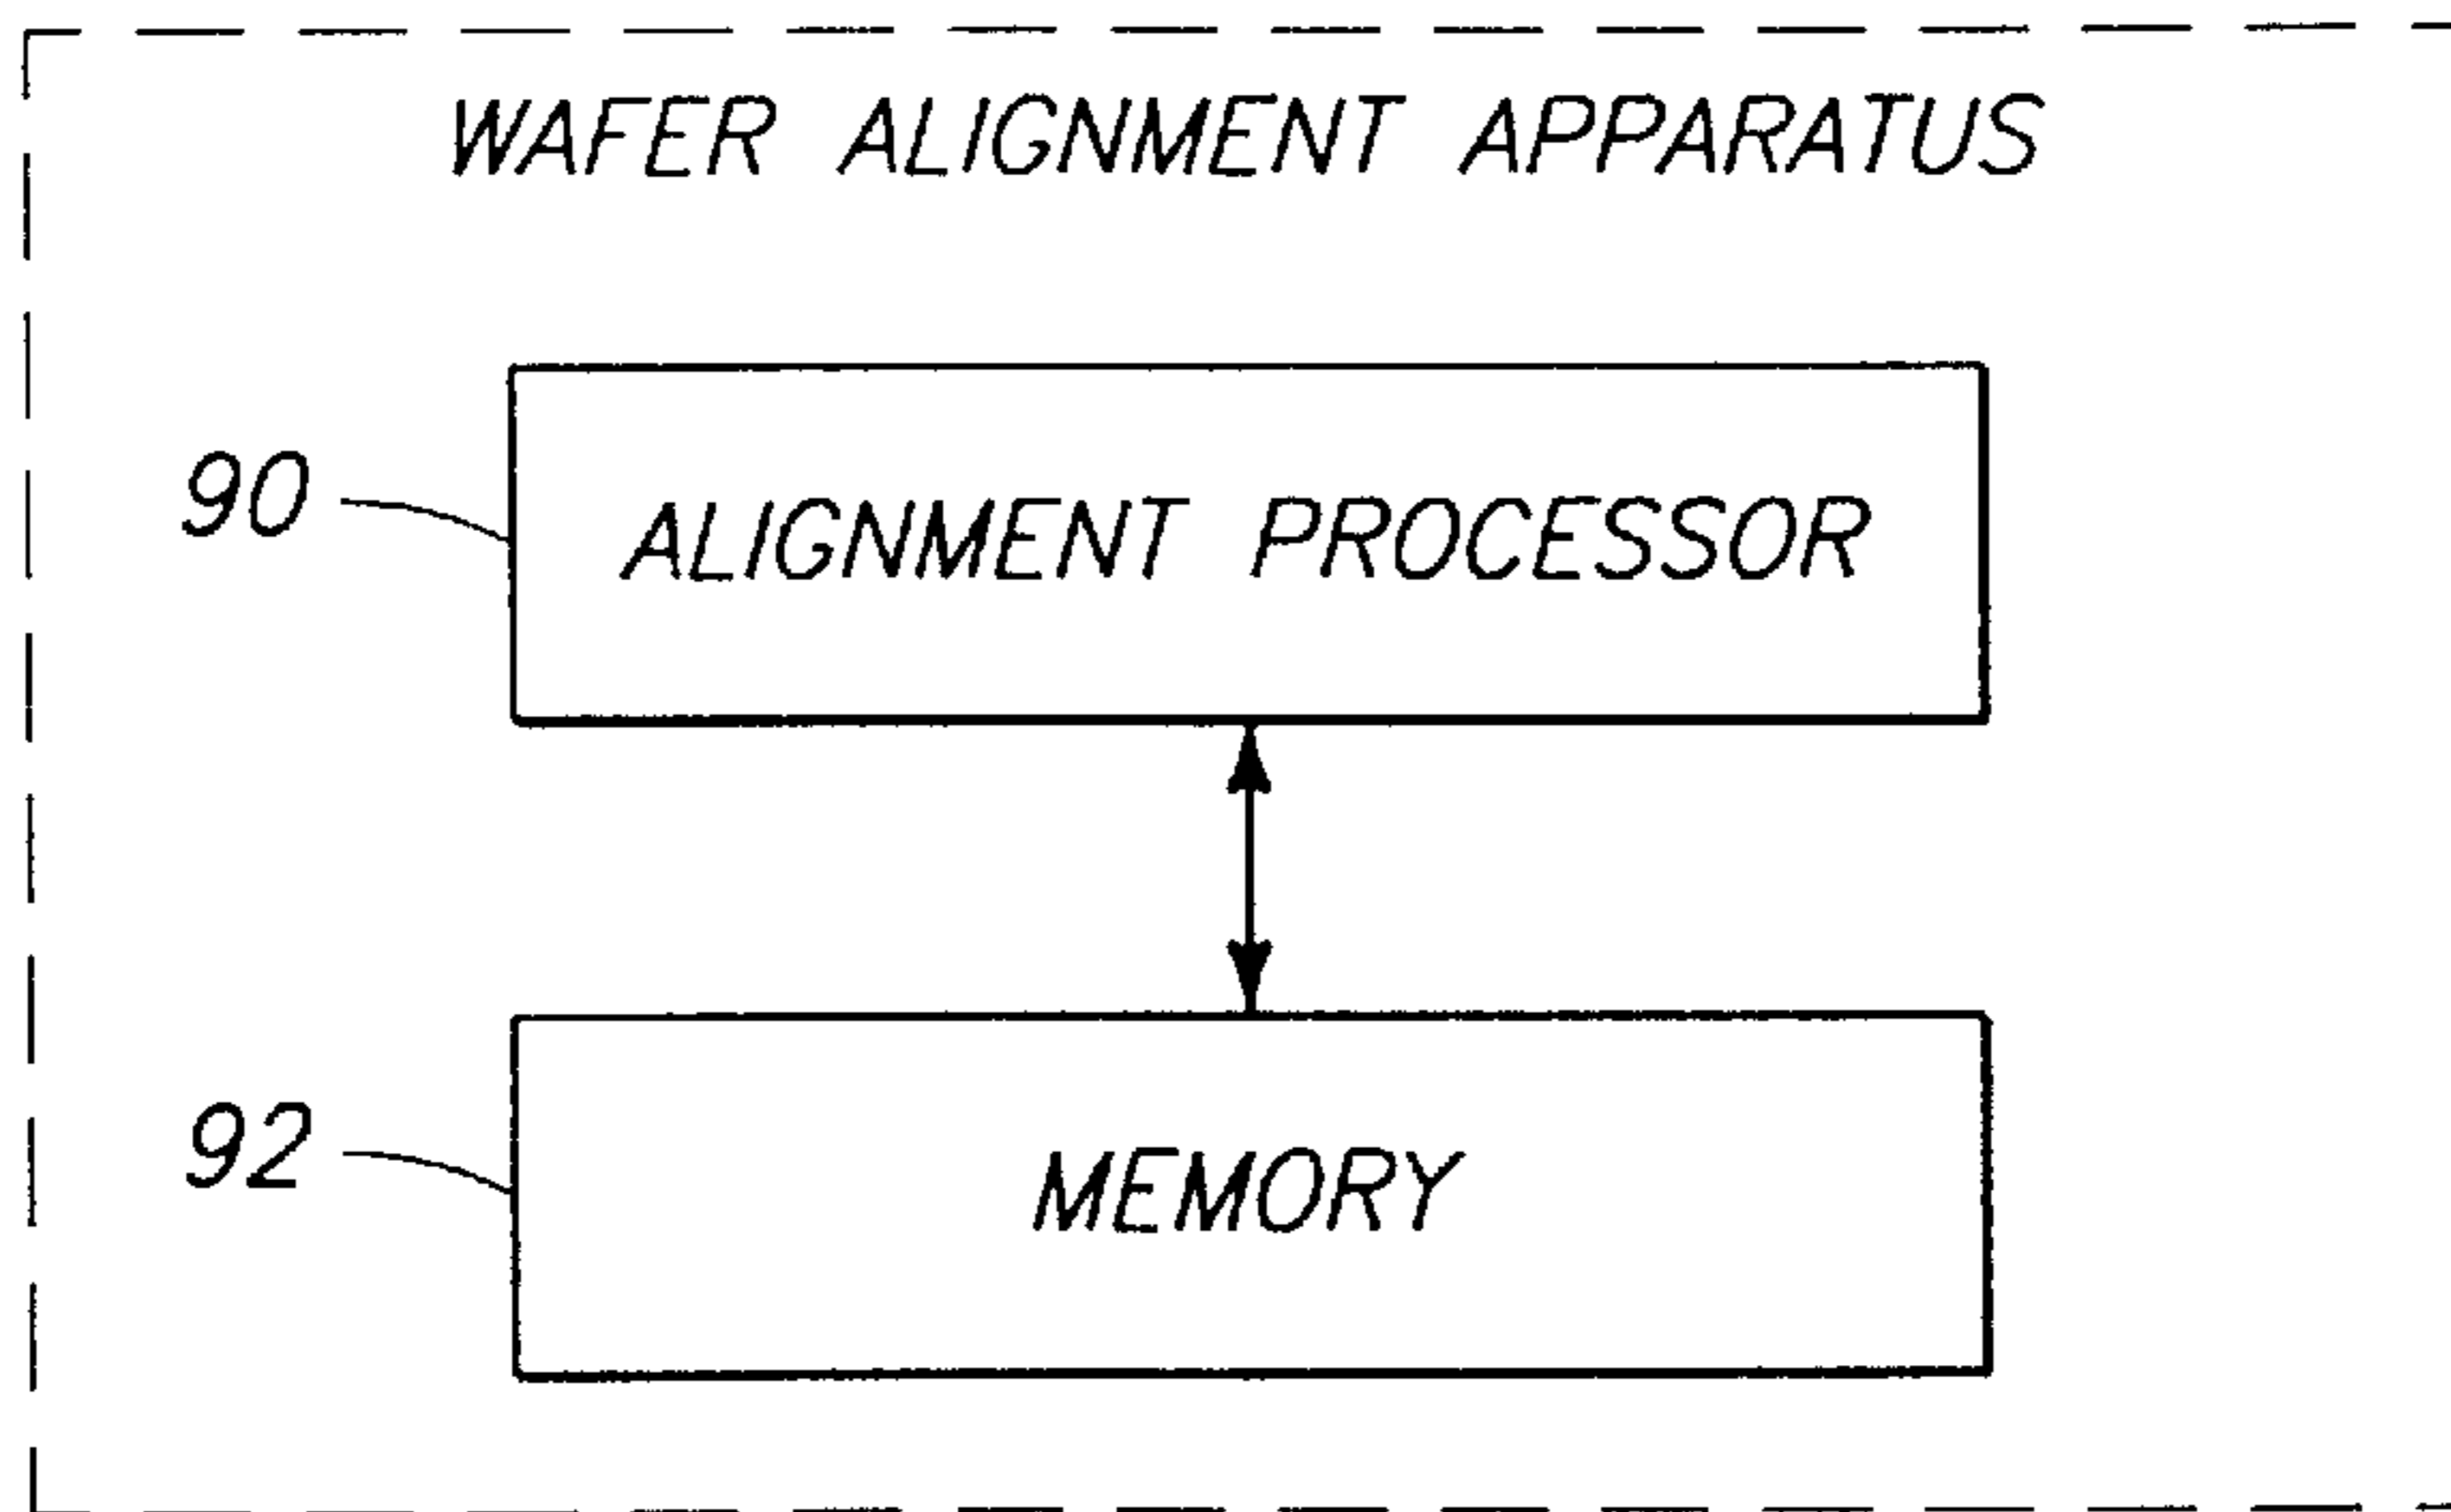 WAFER ALIGNMENT APPARATUS
90
ALIGNMENT PROCESSOR
92
MEMORY